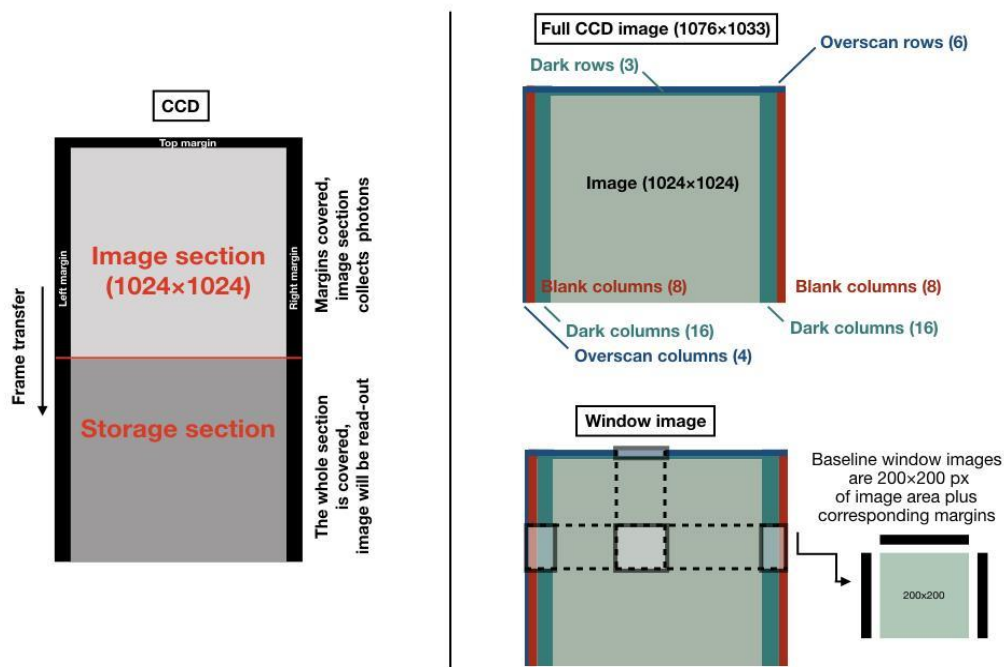 CCD
Top margin
Left margin
Right margin
Image section
(1024×1024)
Storage section
Frame transfer
Margins covered,
image section
collects photons
The whole section
is covered,
image will be read-out
Full CCD image (1076×1033)
Overscan rows (6)
Dark rows (3)
Image (1024×1024)
Blank columns (8)
Blank columns (8)
Dark columns (16)
Dark columns (16)
Overscan columns (4)
Window image
Baseline window images
are 200×200 px
of image area plus
corresponding margins
200x200